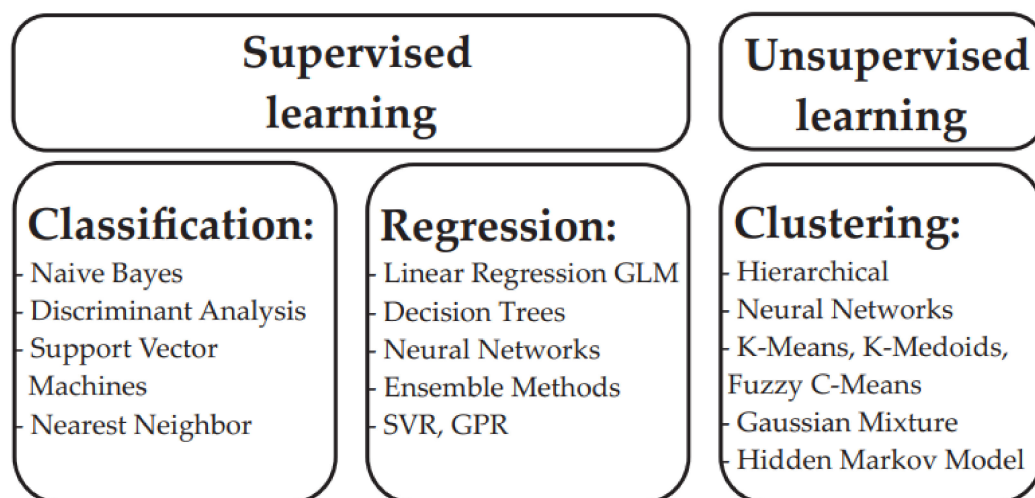 Supervised
learning
Unsupervised
learning
Classification:
- Naive Bayes
- Discriminant Analysis
- Support Vector
Machines
- Nearest Neighbor
Regression:
- Linear Regression GLM
- Decision Trees
- Neural Networks
- Ensemble Methods
- SVR, GPR
Clustering:
- Hierarchical
- Neural Networks
- K-Means, K-Medoids,
Fuzzy C-Means
- Gaussian Mixture
- Hidden Markov Model